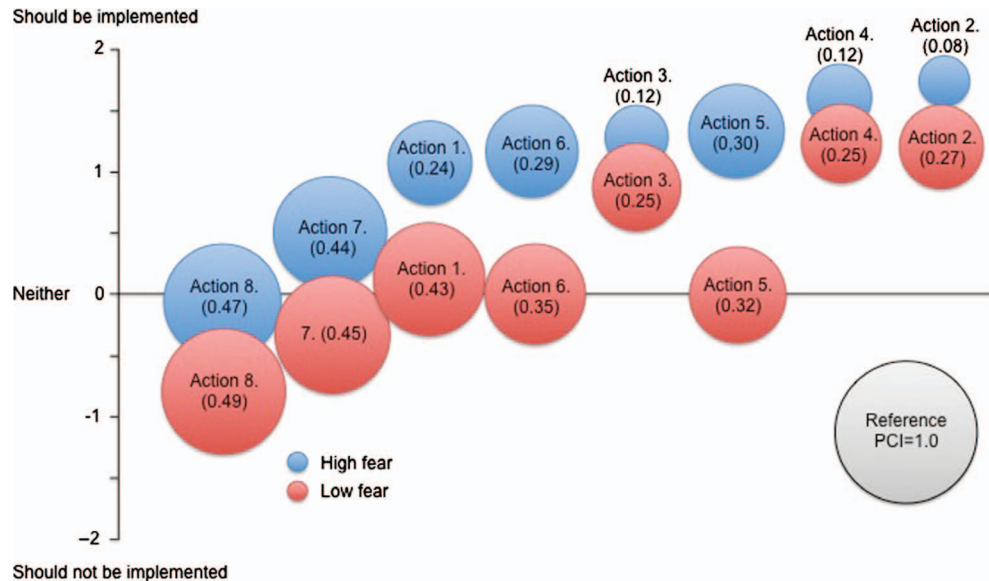 Should be implemented
2
1
Neither 0
-1
–2
Should not be implemented
Action 8.
(0.47)
Action 8.
(0.49)
Action 7.
(0.44)
7. (0.45)
Action 1.
(0.24)
Action 1.
(0.43)
Action 6.
(0.29)
Action 6.
(0.35)
Action 3.
(0.12)
Action 3.
(0.25)
Action 5.
(0,30)
Action 5.
(0.32)
Action 4.
(0.12)
Action 4.
(0.25)
Action 2.
(0.08)
Action 2.
(0.27)
High fear
Low fear
Reference
PCI=1.0